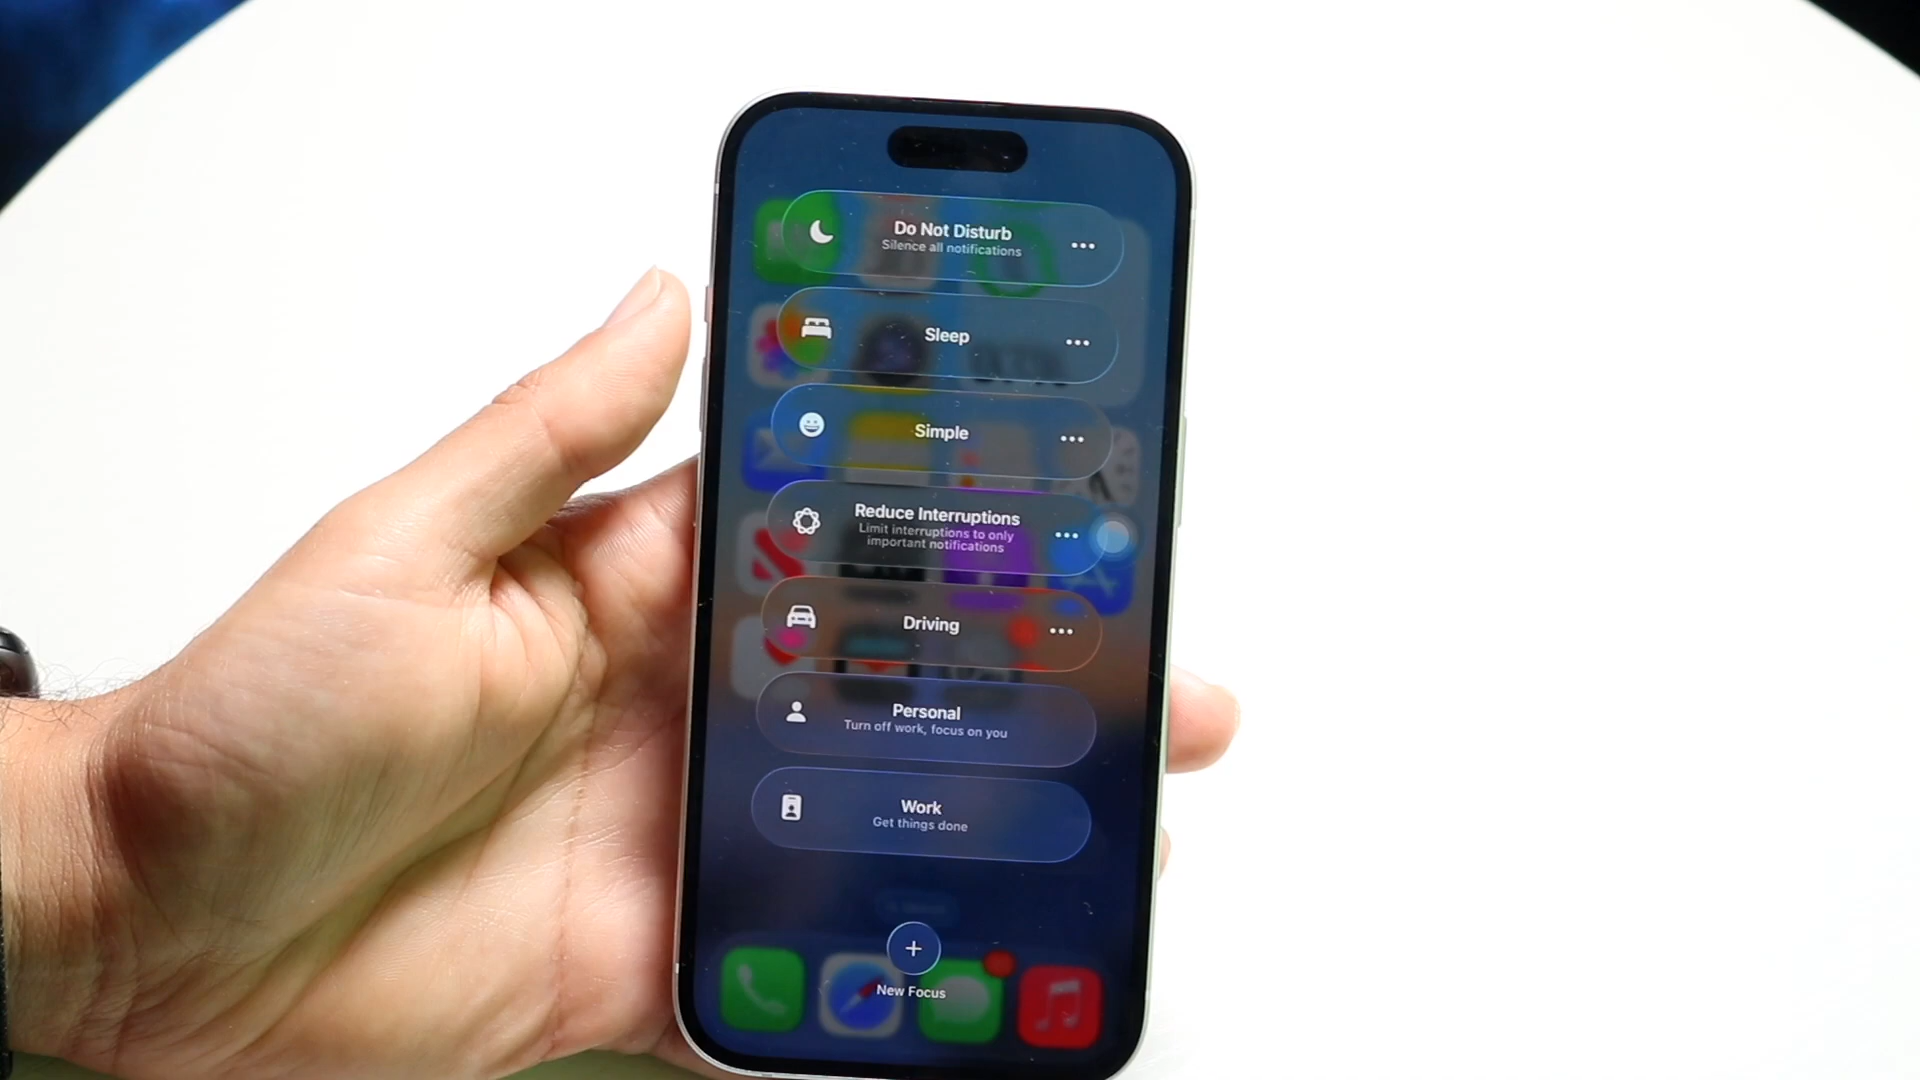 Do Not Disturb
Silence all notifications
Sleep
Simple
Reduce Interruptions
Limit interruptions to only
important notifications
Driving
Personal
Turn off work, focus on you
Work
Get things done
New Focus